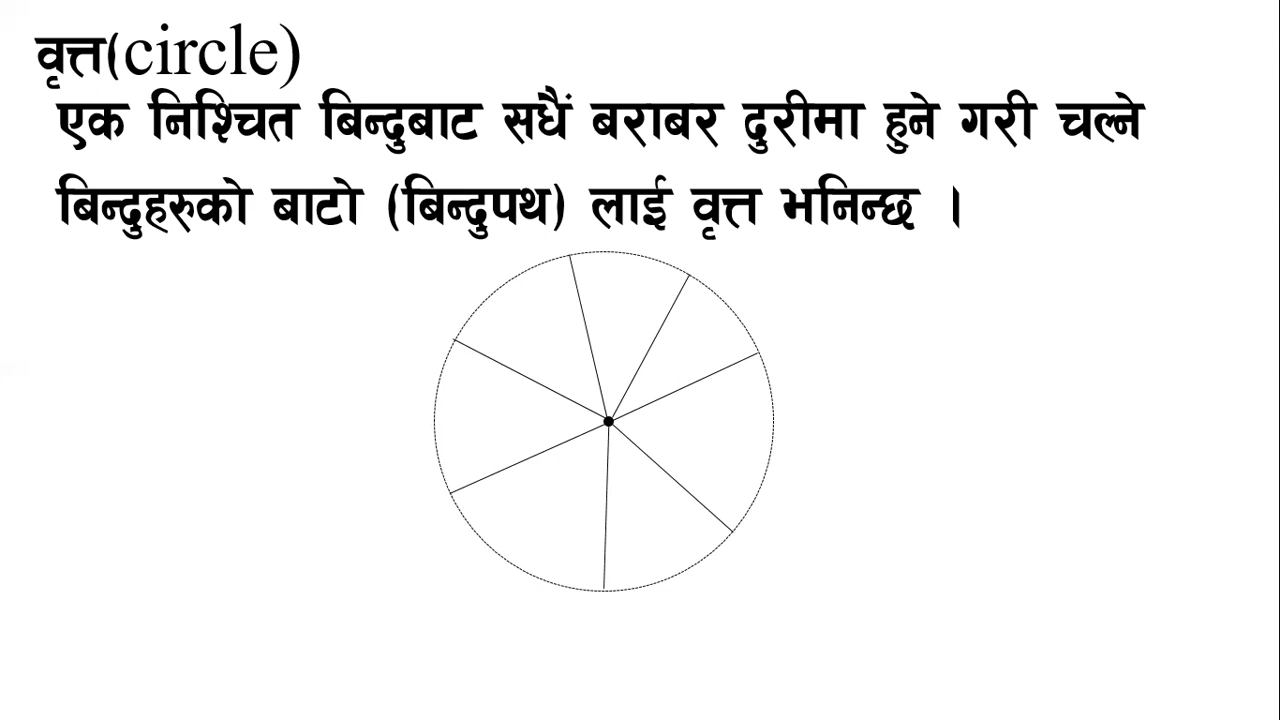 वृत्त(circle)
एक निश्चित बिन्दुबाट सधैं बराबर दुरीमा हुने गरी चल्ने
बिन्दुहरुको बाटो (बिन्दुपथ) लाई वृत्त भनिन्छ ।